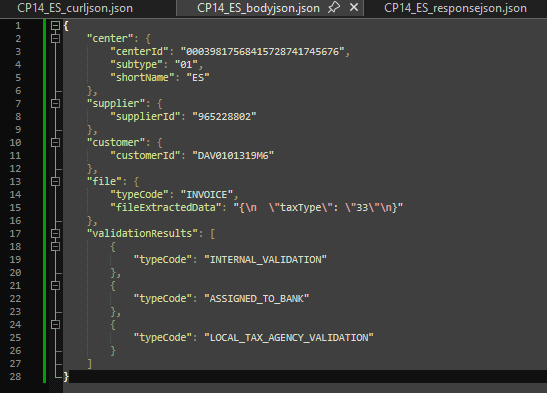 CP14_ES_curljson.json CP14_ES_bodyjson.json CP14_ES_responsejson.json
1 {
2 "center": {
3 "centerId": "00039817568415728741745676",
4 "subtype": "01",
5 "shortName": "ES"
6 },
7 "supplier": {
8 "supplierId": "965228802"
9 },
10 "customer": {
11 "customerId": "DAV0101319M6"
12 },
13 "file": {
14 "typeCode": "INVOICE",
15 "fileExtractedData": "{\n  \"taxType\": \"33\"\n}"
16 },
17 "validationResults": [
18 {
19 "typeCode": "INTERNAL_VALIDATION"
20 },
21 {
22 "typeCode": "ASSIGNED_TO_BANK"
23 },
24 {
25 "typeCode": "LOCAL_TAX_AGENCY_VALIDATION"
26 }
27 ]
28 }